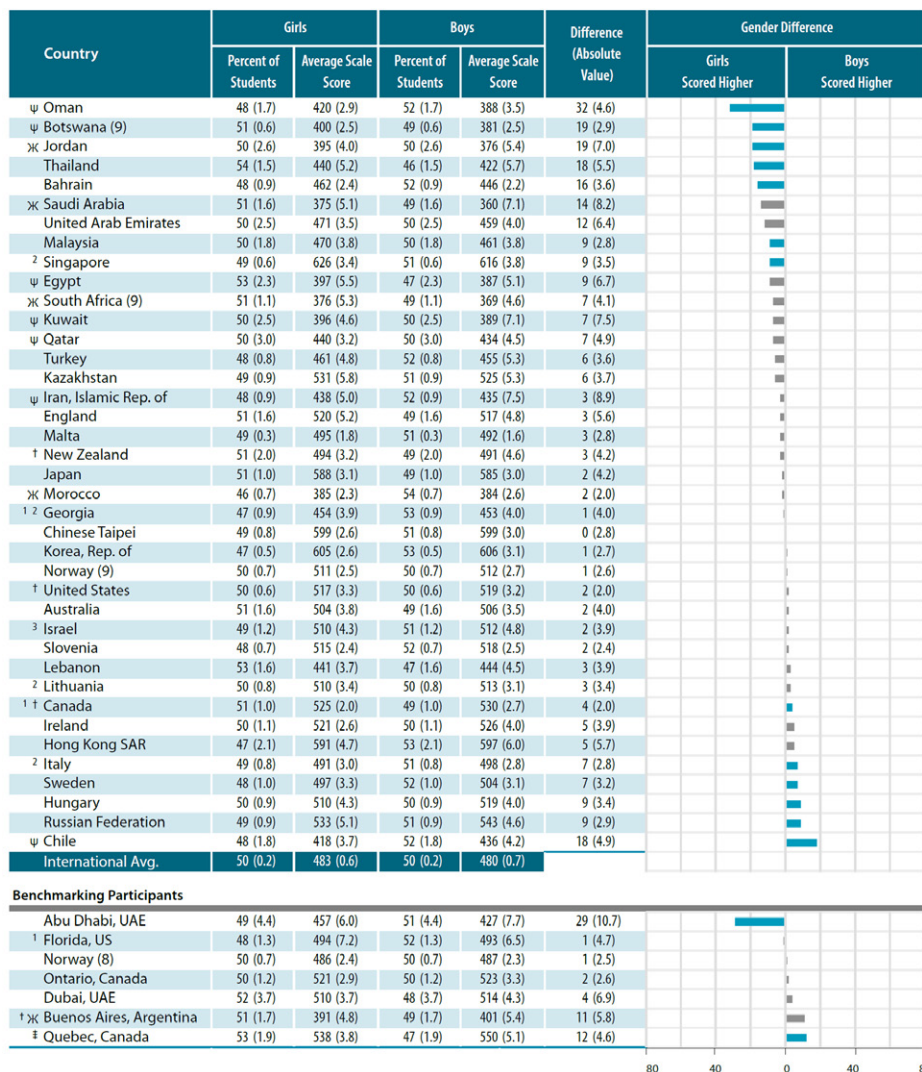 Country Girls Boys Difference (Absolute Value) Gender Difference
Percent of Students Average Scale Score Percent of Students Average Scale Score Girls Scored Higher Boys Scored Higher
ψ Oman 48 (1.7) 420 (2.9) 52 (1.7) 388 (3.5) 32 (4.6)
ψ Botswana (9) 51 (0.6) 400 (2.5) 49 (0.6) 381 (2.5) 19 (2.9)
Ж Jordan 50 (2.6) 395 (4.0) 50 (2.6) 376 (5.4) 19 (7.0)
Thailand 54 (1.5) 440 (5.2) 46 (1.5) 422 (5.7) 18 (5.5)
Bahrain 48 (0.9) 462 (2.4) 52 (0.9) 446 (2.2) 16 (3.6)
Ж Saudi Arabia 51 (1.6) 375 (5.1) 49 (1.6) 360 (7.1) 14 (8.2)
United Arab Emirates 50 (2.5) 471 (3.5) 50 (2.5) 459 (4.0) 12 (6.4)
Malaysia 50 (1.8) 470 (3.8) 50 (1.8) 461 (3.8) 9 (2.8)
2 Singapore 49 (0.6) 626 (3.4) 51 (0.6) 616 (3.8) 9 (3.5)
ψ Egypt 53 (2.3) 397 (5.5) 47 (2.3) 387 (5.1) 9 (6.7)
Ж South Africa (9) 51 (1.1) 376 (5.3) 49 (1.1) 369 (4.6) 7 (4.1)
ψ Kuwait 50 (2.5) 396 (4.6) 50 (2.5) 389 (7.1) 7 (7.5)
ψ Qatar 50 (3.0) 440 (3.2) 50 (3.0) 434 (4.5) 7 (4.9)
Turkey 48 (0.8) 461 (4.8) 52 (0.8) 455 (5.3) 6 (3.6)
Kazakhstan 49 (0.9) 531 (5.8) 51 (0.9) 525 (5.3) 6 (3.7)
ψ Iran, Islamic Rep. of 48 (0.9) 438 (5.0) 52 (0.9) 435 (7.5) 3 (8.9)
England 51 (1.6) 520 (5.2) 49 (1.6) 517 (4.8) 3 (5.6)
Malta 49 (0.3) 495 (1.8) 51 (0.3) 492 (1.6) 3 (2.8)
† New Zealand 51 (2.0) 494 (3.2) 49 (2.0) 491 (4.6) 3 (4.2)
Japan 51 (1.0) 588 (3.1) 49 (1.0) 585 (3.0) 2 (4.2)
Ж Morocco 46 (0.7) 385 (2.3) 54 (0.7) 384 (2.6) 2 (2.0)
1 2 Georgia 47 (0.9) 454 (3.9) 53 (0.9) 453 (4.0) 1 (4.0)
Chinese Taipei 49 (0.8) 599 (2.6) 51 (0.8) 599 (3.0) 0 (2.8)
Korea, Rep. of 47 (0.5) 605 (2.6) 53 (0.5) 606 (3.1) 1 (2.7)
Norway (9) 50 (0.7) 511 (2.5) 50 (0.7) 512 (2.7) 1 (2.6)
† United States 50 (0.6) 517 (3.3) 50 (0.6) 519 (3.2) 2 (2.0)
Australia 51 (1.6) 504 (3.8) 49 (1.6) 506 (3.5) 2 (4.0)
3 Israel 49 (1.2) 510 (4.3) 51 (1.2) 512 (4.8) 2 (3.9)
Slovenia 48 (0.7) 515 (2.4) 52 (0.7) 518 (2.5) 2 (2.4)
Lebanon 53 (1.6) 441 (3.7) 47 (1.6) 444 (4.5) 3 (3.9)
2 Lithuania 50 (0.8) 510 (3.4) 50 (0.8) 513 (3.1) 3 (3.4)
1 † Canada 51 (1.0) 525 (2.0) 49 (1.0) 530 (2.7) 4 (2.0)
Ireland 50 (1.1) 521 (2.6) 50 (1.1) 526 (4.0) 5 (3.9)
Hong Kong SAR 47 (2.1) 591 (4.7) 53 (2.1) 597 (6.0) 5 (5.7)
2 Italy 49 (0.8) 491 (3.0) 51 (0.8) 498 (2.8) 7 (2.8)
Sweden 48 (1.0) 497 (3.3) 52 (1.0) 504 (3.1) 7 (3.2)
Hungary 50 (0.9) 510 (4.3) 50 (0.9) 519 (4.0) 9 (3.4)
Russian Federation 49 (0.9) 533 (5.1) 51 (0.9) 543 (4.6) 9 (2.9)
ψ Chile 48 (1.8) 418 (3.7) 52 (1.8) 436 (4.2) 18 (4.9)
International Avg. 50 (0.2) 483 (0.6) 50 (0.2) 480 (0.7)
Benchmarking Participants
Abu Dhabi, UAE 49 (4.4) 457 (6.0) 51 (4.4) 427 (7.7) 29 (10.7)
1 Florida, US 48 (1.3) 494 (7.2) 52 (1.3) 493 (6.5) 1 (4.7)
Norway (8) 50 (0.7) 486 (2.4) 50 (0.7) 487 (2.3) 1 (2.5)
Ontario, Canada 50 (1.2) 521 (2.9) 50 (1.2) 523 (3.3) 2 (2.6)
Dubai, UAE 52 (3.7) 510 (3.7) 48 (3.7) 514 (4.3) 4 (6.9)
† Ж Buenos Aires, Argentina 51 (1.7) 391 (4.8) 49 (1.7) 401 (5.4) 11 (5.8)
‡ Quebec, Canada 53 (1.9) 538 (3.8) 47 (1.9) 550 (5.1) 12 (4.6)
80 40 0 40 80